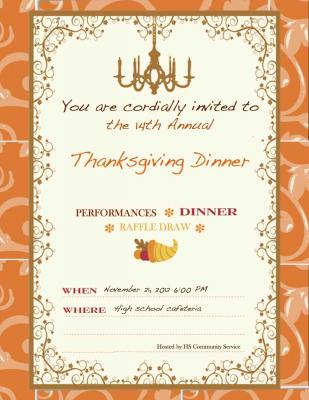 You are cordially invited to
the 14th Annual
Thanksgiving Dinner
PERFORMANCES * DINNER
* RAFFLE DRAW *
WHEN November 21, 2012 6:00 PM
WHERE High school cafeteria
Hosted by HS Community Service